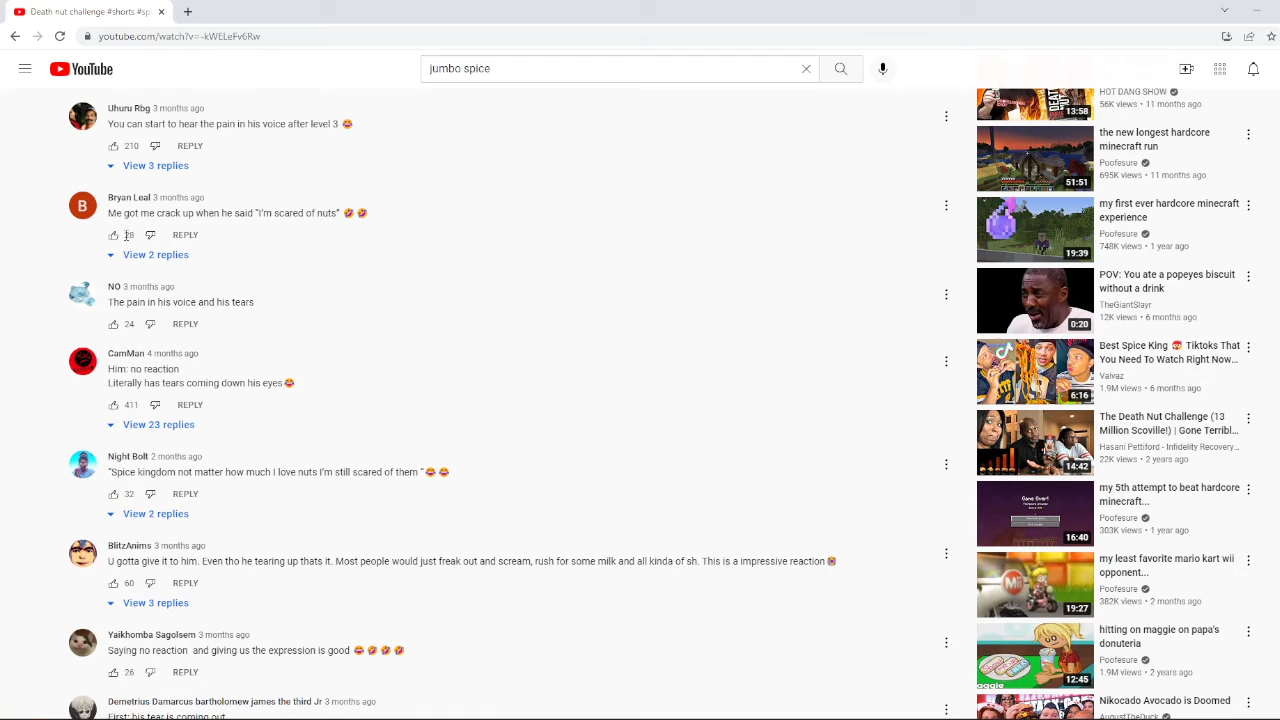 Death nut challenge #shorts #sp
youtube.com/watch?v=-kWELeFv6Rw
YouTube
jumbo spice
Uhuru Rbg 3 months ago
You can start to hear the pain in his voice after level 3 😂
210 REPLY
View 3 replies
B
Bryan Leal 3 months ago
Me got me crack up when he said “I’m scared of nuts” 🤣 🤣
REPLY
View 2 replies
NO 3 months ago
The pain in his voice and his tears
24 REPLY
CamMan 4 months ago
Him: no reaction
Literally has tears coming down his eyes😂
411 REPLY
View 23 replies
Night Bolt 2 months ago
“Spice kingdom not matter how much I love nuts I’m still scared of them ”😂 😂
32 REPLY
View 2 replies
BlitzAnims 3 months ago
U gotta give it to him. Even tho he tearing up thats it. Most people would just freak out and scream, rush for some milk and all kinda of sh. This is a impressive reaction
60 REPLY
View 3 replies
Yaikhomba Sagolsem 3 months ago
Saying no reaction and giving us the expression is good 😂 🤣 🤣 🤣
26 REPLY
Demetrius Damarcus bartholomew james the third Jr 3 months ago
First: his tear is coming out
HOT DANG SHOW
56K views • 11 months ago
13:58
the new longest hardcore
minecraft run
Poofesure
695K views • 11 months ago
51:51
my first ever hardcore minecraft
experience
Poofesure
748K views • 1 year ago
19:39
POV: You ate a popeyes biscuit
without a drink
TheGiantSlayr
12K views • 6 months ago
0:20
Best Spice King 🥵 Tiktoks That
You Need To Watch Right Now...
Valvaz
1.9M views • 6 months ago
6:16
The Death Nut Challenge (13
Million Scoville!) | Gone Terribl...
Hasani Pettiford - Infidelity Recovery...
22K views • 2 years ago
14:42
my 5th attempt to beat hardcore
minecraft...
Poofesure
303K views • 1 year ago
Game Over!
16:40
my least favorite mario kart wii
opponent...
Poofesure
382K views • 2 months ago
Mii
19:27
hitting on maggie on papa's
donuteria
Poofesure
1.9M views • 2 years ago
aggie
12:45
Nikocado Avocado is Doomed
AugustTheDuck